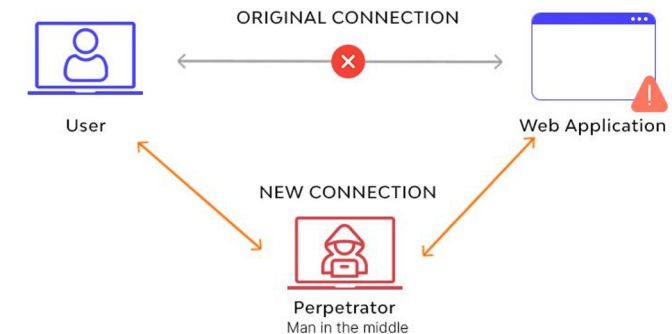 ORIGINAL CONNECTION
User
Web Application
NEW CONNECTION
Perpetrator
Man in the middle